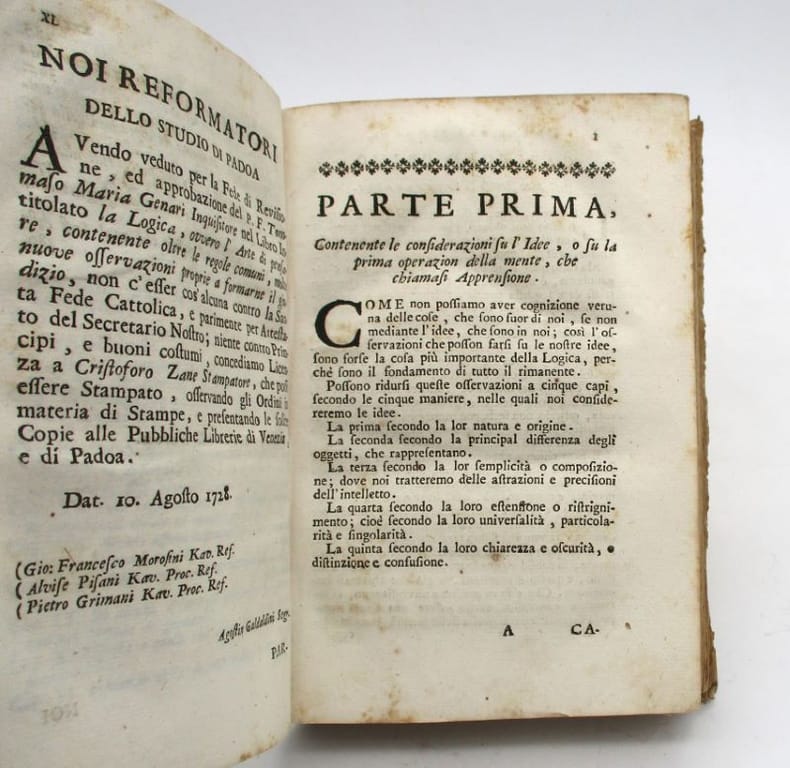 XL
NOI REFORMATORI
DELLO STUDIO DI PADOA
AVendo veduto per la Fede di Revisio-
ne, ed approbazione del P. F. Tom-
maso Maria Genari Inquisitore nel Libro In-
titolato la Logica, ovvero l'Arte di pensa-
re, contenente oltre le regole comuni, molte
nuove osservazioni proprie a formarne il giu-
dizio, non c'esser cos'alcuna contro la San-
ta Fede Cattolica, e parimente per Attesta-
to del Secretario Nostro; niente contro Prin-
cipi, e buoni costumi, concediamo Licen-
za a Cristoforo Zane Stampatore, che possi
essere Stampato, osservando gli Ordini in
materia di Stampe, e presentando le solite
Copie alle Pubbliche Librerie di Venezia,
e di Padoa.
Dat. 10. Agosto 1728.
(Gio: Francesco Morosini Kav. Ref.
(Alvise Pisani Kav. Proc. Ref.
(Pietro Grimani Kav. Proc. Ref.
Agostin Gadaldini Segr.
PAR-
1
PARTE PRIMA,
Contenente le considerazioni su l'Idee, o su la
prima operazion della mente, che
chiamasi Apprensione.
COME non possiamo aver cognizione veru-
na delle cose, che sono fuor di noi, se non
mediante l'idee, che sono in noi; così l'os-
servazioni che posson farsi su le nostre idee,
sono forse la cosa più importante della Logica, per-
chè sono il fondamento di tutto il rimanente.
Possono ridursi queste osservazioni a cinque capi,
secondo le cinque maniere, nelle quali noi conside-
reremo le idee.
La prima secondo la lor natura e origine.
La seconda secondo la principal differenza degli
oggetti, che rappresentano.
La terza secondo la lor semplicità o composizio-
ne; dove noi tratteremo delle astrazioni e precisioni
dell'intelletto.
La quarta secondo la loro estensione o ristrigni-
mento; cioè secondo la loro universalità, particola-
rità e singolarità.
La quinta secondo la loro chiarezza e oscurità, e
distinzione e confusione.
A CA-